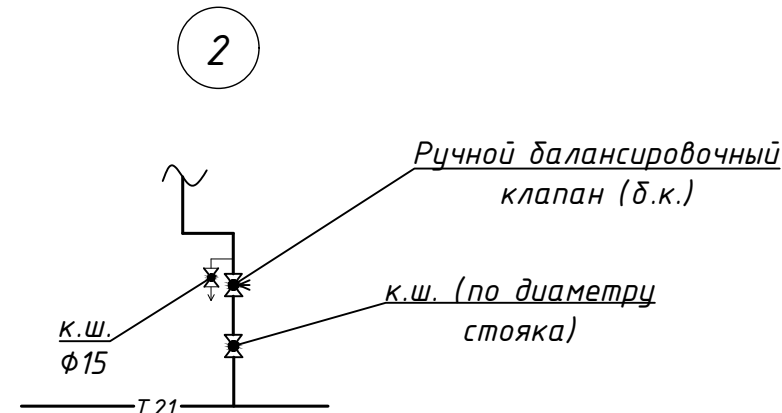 2
Ручной балансировочный
клапан (б.к.)
к.ш. (по диаметру
стояка)
к.ш.
Ф15
Т21